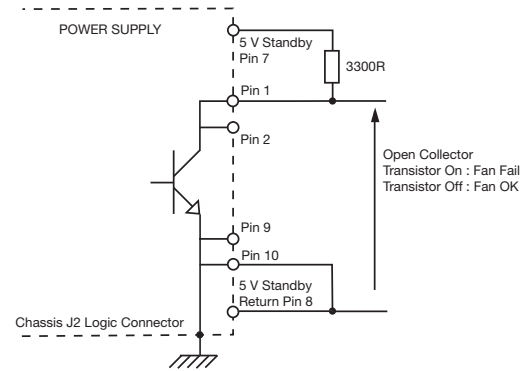 POWER SUPPLY
5 V Standby
Pin 7
3300R
Pin 1
Pin 2
Open Collector
Transistor On : Fan Fail
Transistor Off : Fan OK
Pin 9
Pin 10
5 V Standby
Return Pin 8
Chassis J2 Logic Connector